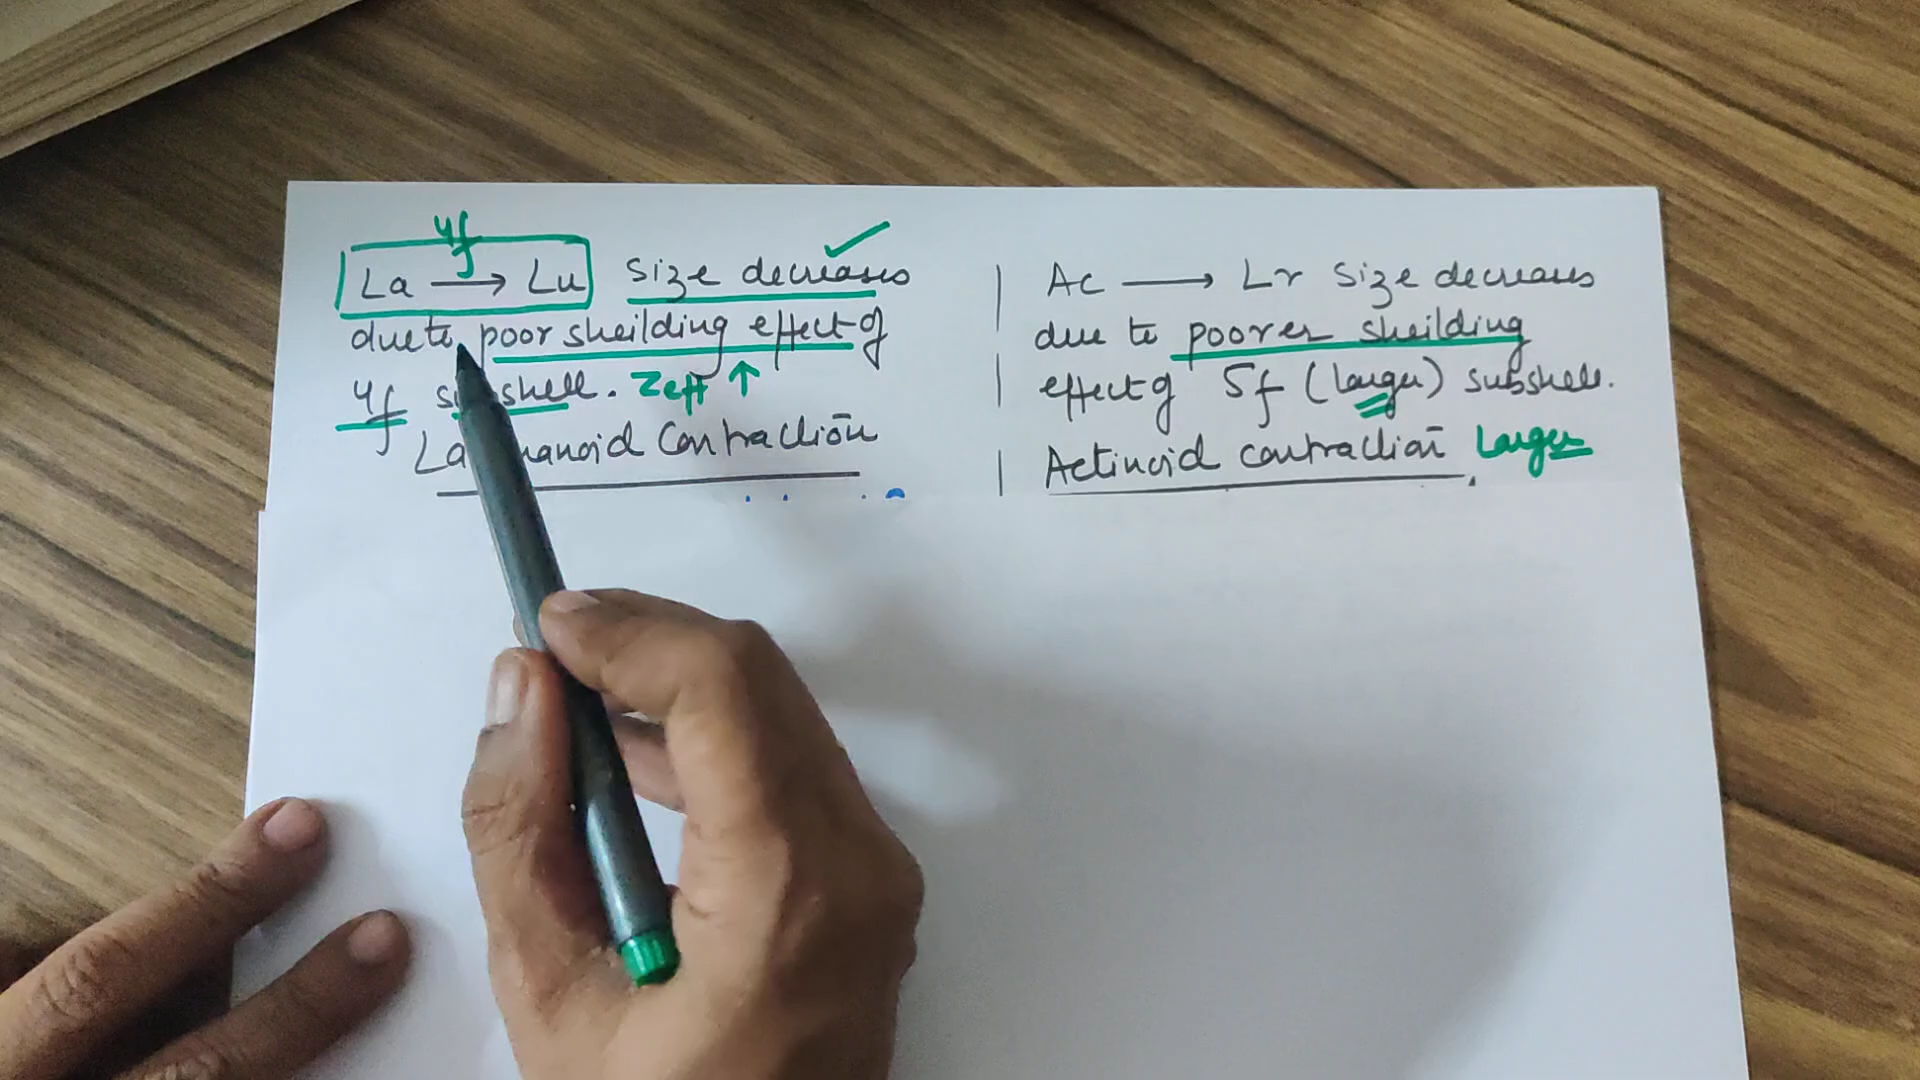 4f
La → Lu size decreases
due to poor sheilding effect of
4f subshell. Zeff ↑
Lanthanoid Contraction
Ac → Lr size decreases
due to poorer sheilding
effect of 5f (larger) subshell.
Actinoid contraction Larger